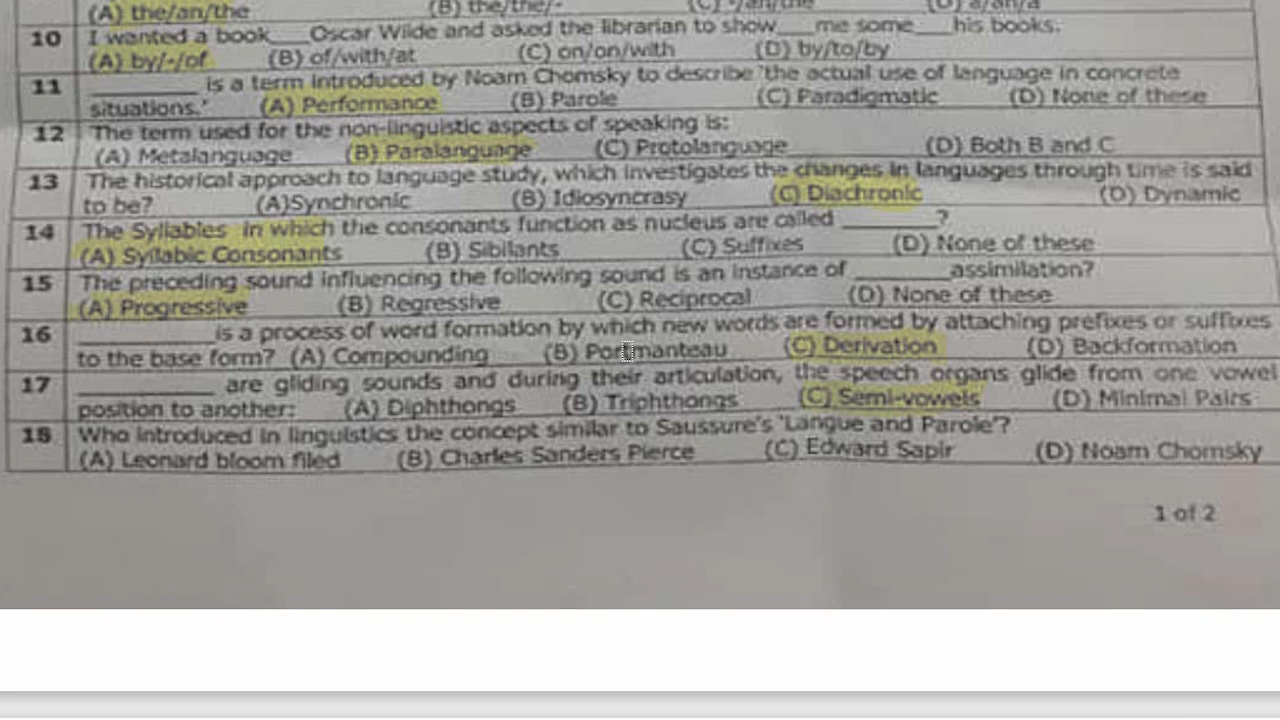 (A) the/an/the (B) the/the/- (C) -/an/the (D) a/an/a
10 I wanted a book___Oscar Wilde and asked the librarian to show___me some___his books.
(A) by/-/of (B) of/with/at (C) on/on/with (D) by/to/by
11 _________ is a term introduced by Noam Chomsky to describe 'the actual use of language in concrete
situations.' (A) Performance (B) Parole (C) Paradigmatic (D) None of these
12 The term used for the non-linguistic aspects of speaking is:
(A) Metalanguage (B) Paralanguage (C) Protolanguage (D) Both B and C
13 The historical approach to language study, which investigates the changes in languages through time is said
to be? (A)Synchronic (B) Idiosyncrasy (C) Diachronic (D) Dynamic
14 The Syllables in which the consonants function as nucleus are called ________?
(A) Syllabic Consonants (B) Sibilants (C) Suffixes (D) None of these
15 The preceding sound influencing the following sound is an instance of ________assimilation?
(A) Progressive (B) Regressive (C) Reciprocal (D) None of these
16 ____________is a process of word formation by which new words are formed by attaching prefixes or suffixes
to the base form? (A) Compounding (B) Portmanteau (C) Derivation (D) Backformation
17 ____________ are gliding sounds and during their articulation, the speech organs glide from one vowel
position to another: (A) Diphthongs (B) Triphthongs (C) Semi-vowels (D) Minimal Pairs
18 Who introduced in linguistics the concept similar to Saussure's 'Langue and Parole'?
(A) Leonard bloom filed (B) Charles Sanders Pierce (C) Edward Sapir (D) Noam Chomsky
1 of 2